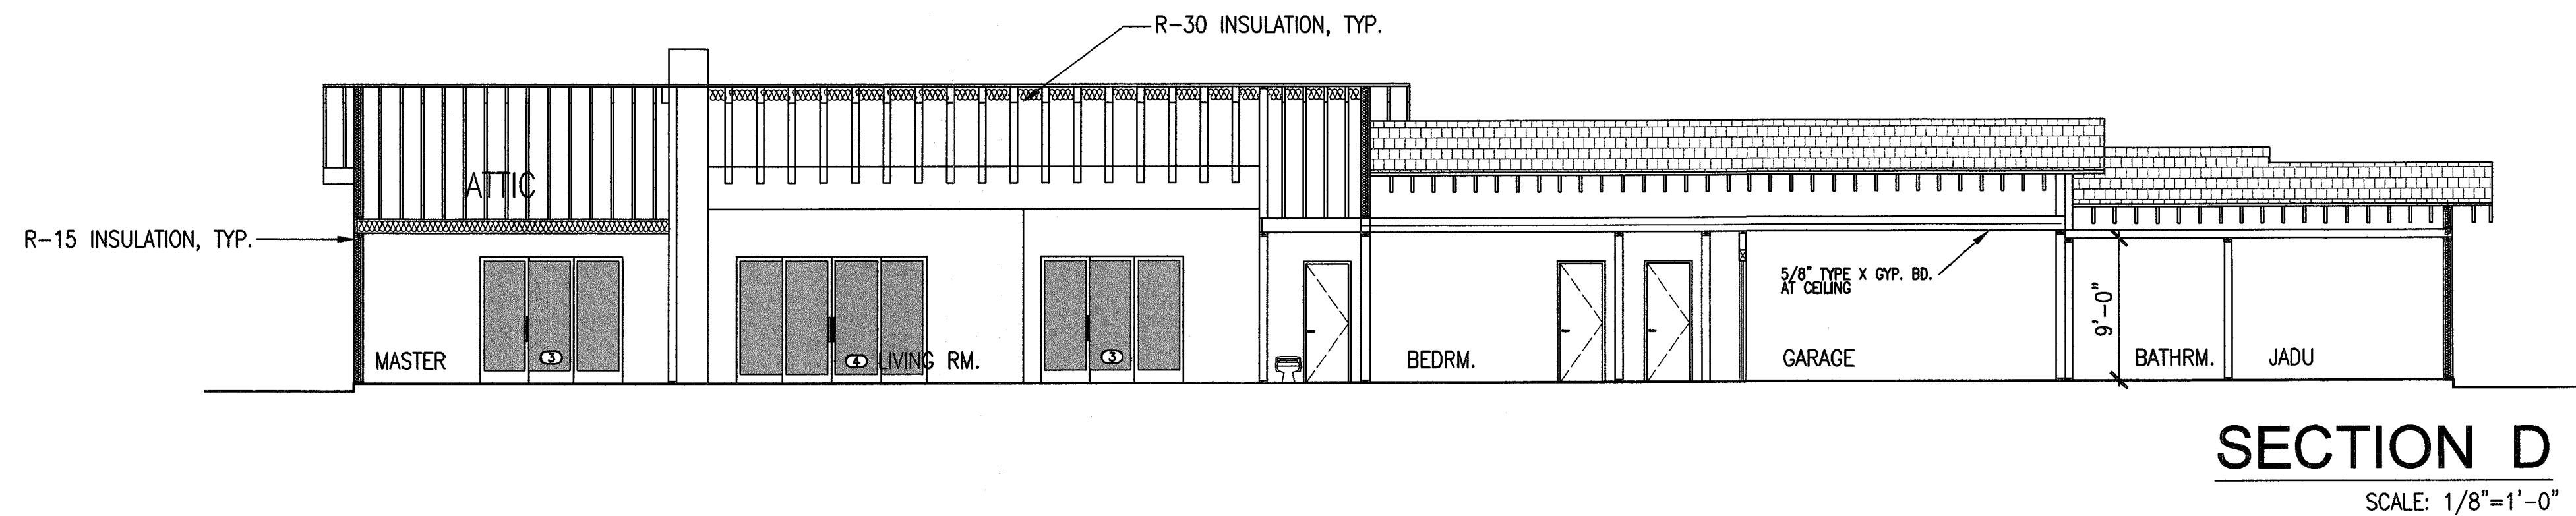 R-30 INSULATION, TYP.
ATTIC
R-15 INSULATION, TYP.
5/8" TYPE X GYP. BD.
AT CEILING
9'-0"
MASTER
3
4
LIVING RM.
3
BEDRM.
GARAGE
BATHRM.
JADU
SECTION D
SCALE: 1/8"=1'-0"